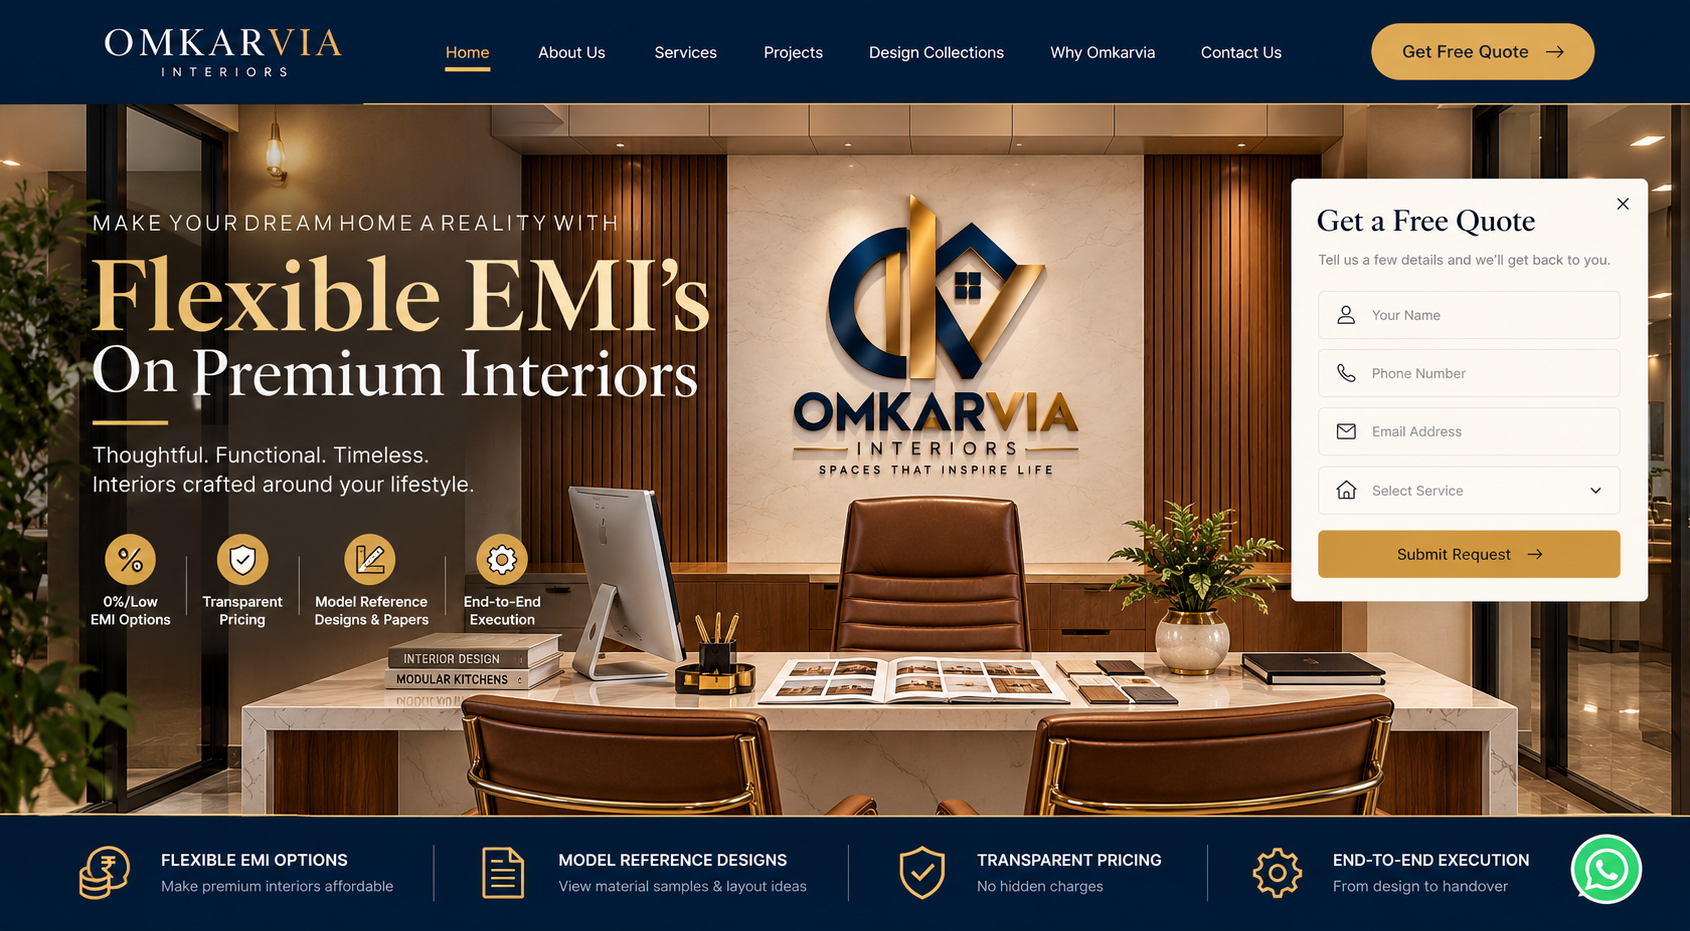 OMKARVIA
INTERIORS
Home
About Us
Services
Projects
Design Collections
Why Omkarvia
Contact Us
Get Free Quote
MAKE YOUR DREAM HOME A REALITY WITH
Flexible EMI's
On Premium Interiors
Thoughtful. Functional. Timeless.
Interiors crafted around your lifestyle.
0%/Low
EMI Options
Transparent
Pricing
Model Reference
Designs & Papers
End-to-End
Execution
OMKARVIA
INTERIORS
SPACES THAT INSPIRE LIFE
INTERIOR DESIGN
MODULAR KITCHENS
Get a Free Quote
Tell us a few details and we'll get back to you.
Your Name
Phone Number
Email Address
Select Service
Submit Request
FLEXIBLE EMI OPTIONS
Make premium interiors affordable
MODEL REFERENCE DESIGNS
View material samples & layout ideas
TRANSPARENT PRICING
No hidden charges
END-TO-END EXECUTION
From design to handover